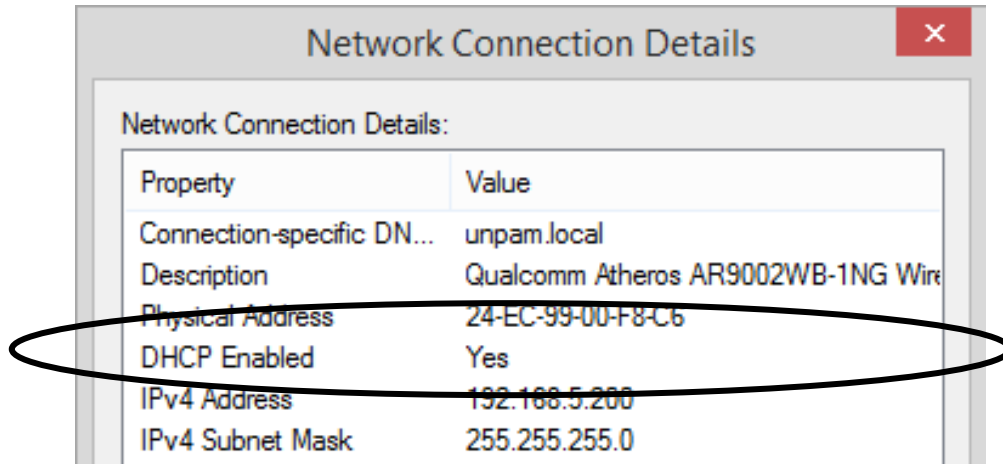 Network Connection Details
Network Connection Details:
Property Value
Connection-specific DN... unpam.local
Description Qualcomm Atheros AR9002WB-1NG Wire
Physical Address 24-EC-99-00-F8-C6
DHCP Enabled Yes
IPv4 Address 192.168.5.200
IPv4 Subnet Mask 255.255.255.0